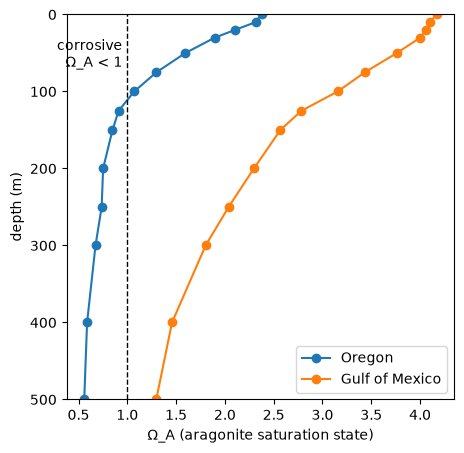 0
100
200
300
400
500
depth (m)
corrosive
Ω_A < 1
Oregon
Gulf of Mexico
0.5 1.0 1.5 2.0 2.5 3.0 3.5 4.0
Ω_A (aragonite saturation state)